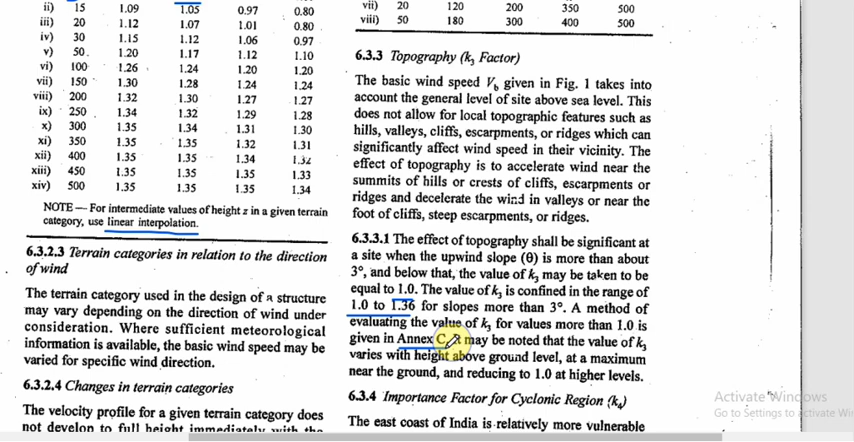 ii) 15 1.09 1.05 0.97 0.80
iii) 20 1.12 1.07 1.01 0.80
iv) 30 1.15 1.12 1.06 0.97
v) 50. 1.20 1.17 1.12 1.10
vi) 100 1.26 1.24 1.20 1.20
vii) 150 1.30 1.28 1.24 1.24
viii) 200 1.32 1.30 1.27 1.27
ix) 250 1.34 1.32 1.29 1.28
x) 300 1.35 1.34 1.31 1.30
xi) 350 1.35 1.35 1.32 1.31
xii) 400 1.35 1.35 1.34 1.32
xiii) 450 1.35 1.35 1.35 1.33
xiv) 500 1.35 1.35 1.35 1.34
NOTE — For intermediate values of height z in a given terrain
category, use linear interpolation.
6.3.2.3 Terrain categories in relation to the direction
of wind
The terrain category used in the design of a structure
may vary depending on the direction of wind under
consideration. Where sufficient meteorological
information is available, the basic wind speed may be
varied for specific wind direction.
6.3.2.4 Changes in terrain categories
The velocity profile for a given terrain category does
not develop to full height immediately with the
vii) 20 120 200 350 500
viii) 50 180 300 400 500
6.3.3 Topography (k3 Factor)
The basic wind speed Vb given in Fig. 1 takes into
account the general level of site above sea level. This
does not allow for local topographic features such as
hills, valleys, cliffs, escarpments, or ridges which can
significantly affect wind speed in their vicinity. The
effect of topography is to accelerate wind near the
summits of hills or crests of cliffs, escarpments or
ridges and decelerate the wind in valleys or near the
foot of cliffs, steep escarpments, or ridges.
6.3.3.1 The effect of topography shall be significant at
a site when the upwind slope (θ) is more than about
3°, and below that, the value of k3 may be taken to be
equal to 1.0. The value of k3 is confined in the range of
1.0 to 1.36 for slopes more than 3°. A method of
evaluating the value of k3 for values more than 1.0 is
given in Annex C. may be noted that the value of k3
varies with height above ground level, at a maximum
near the ground, and reducing to 1.0 at higher levels.
6.3.4 Importance Factor for Cyclonic Region (k4)
The east coast of India is relatively more vulnerable
Activate Windows
Go to Settings to activate Wi